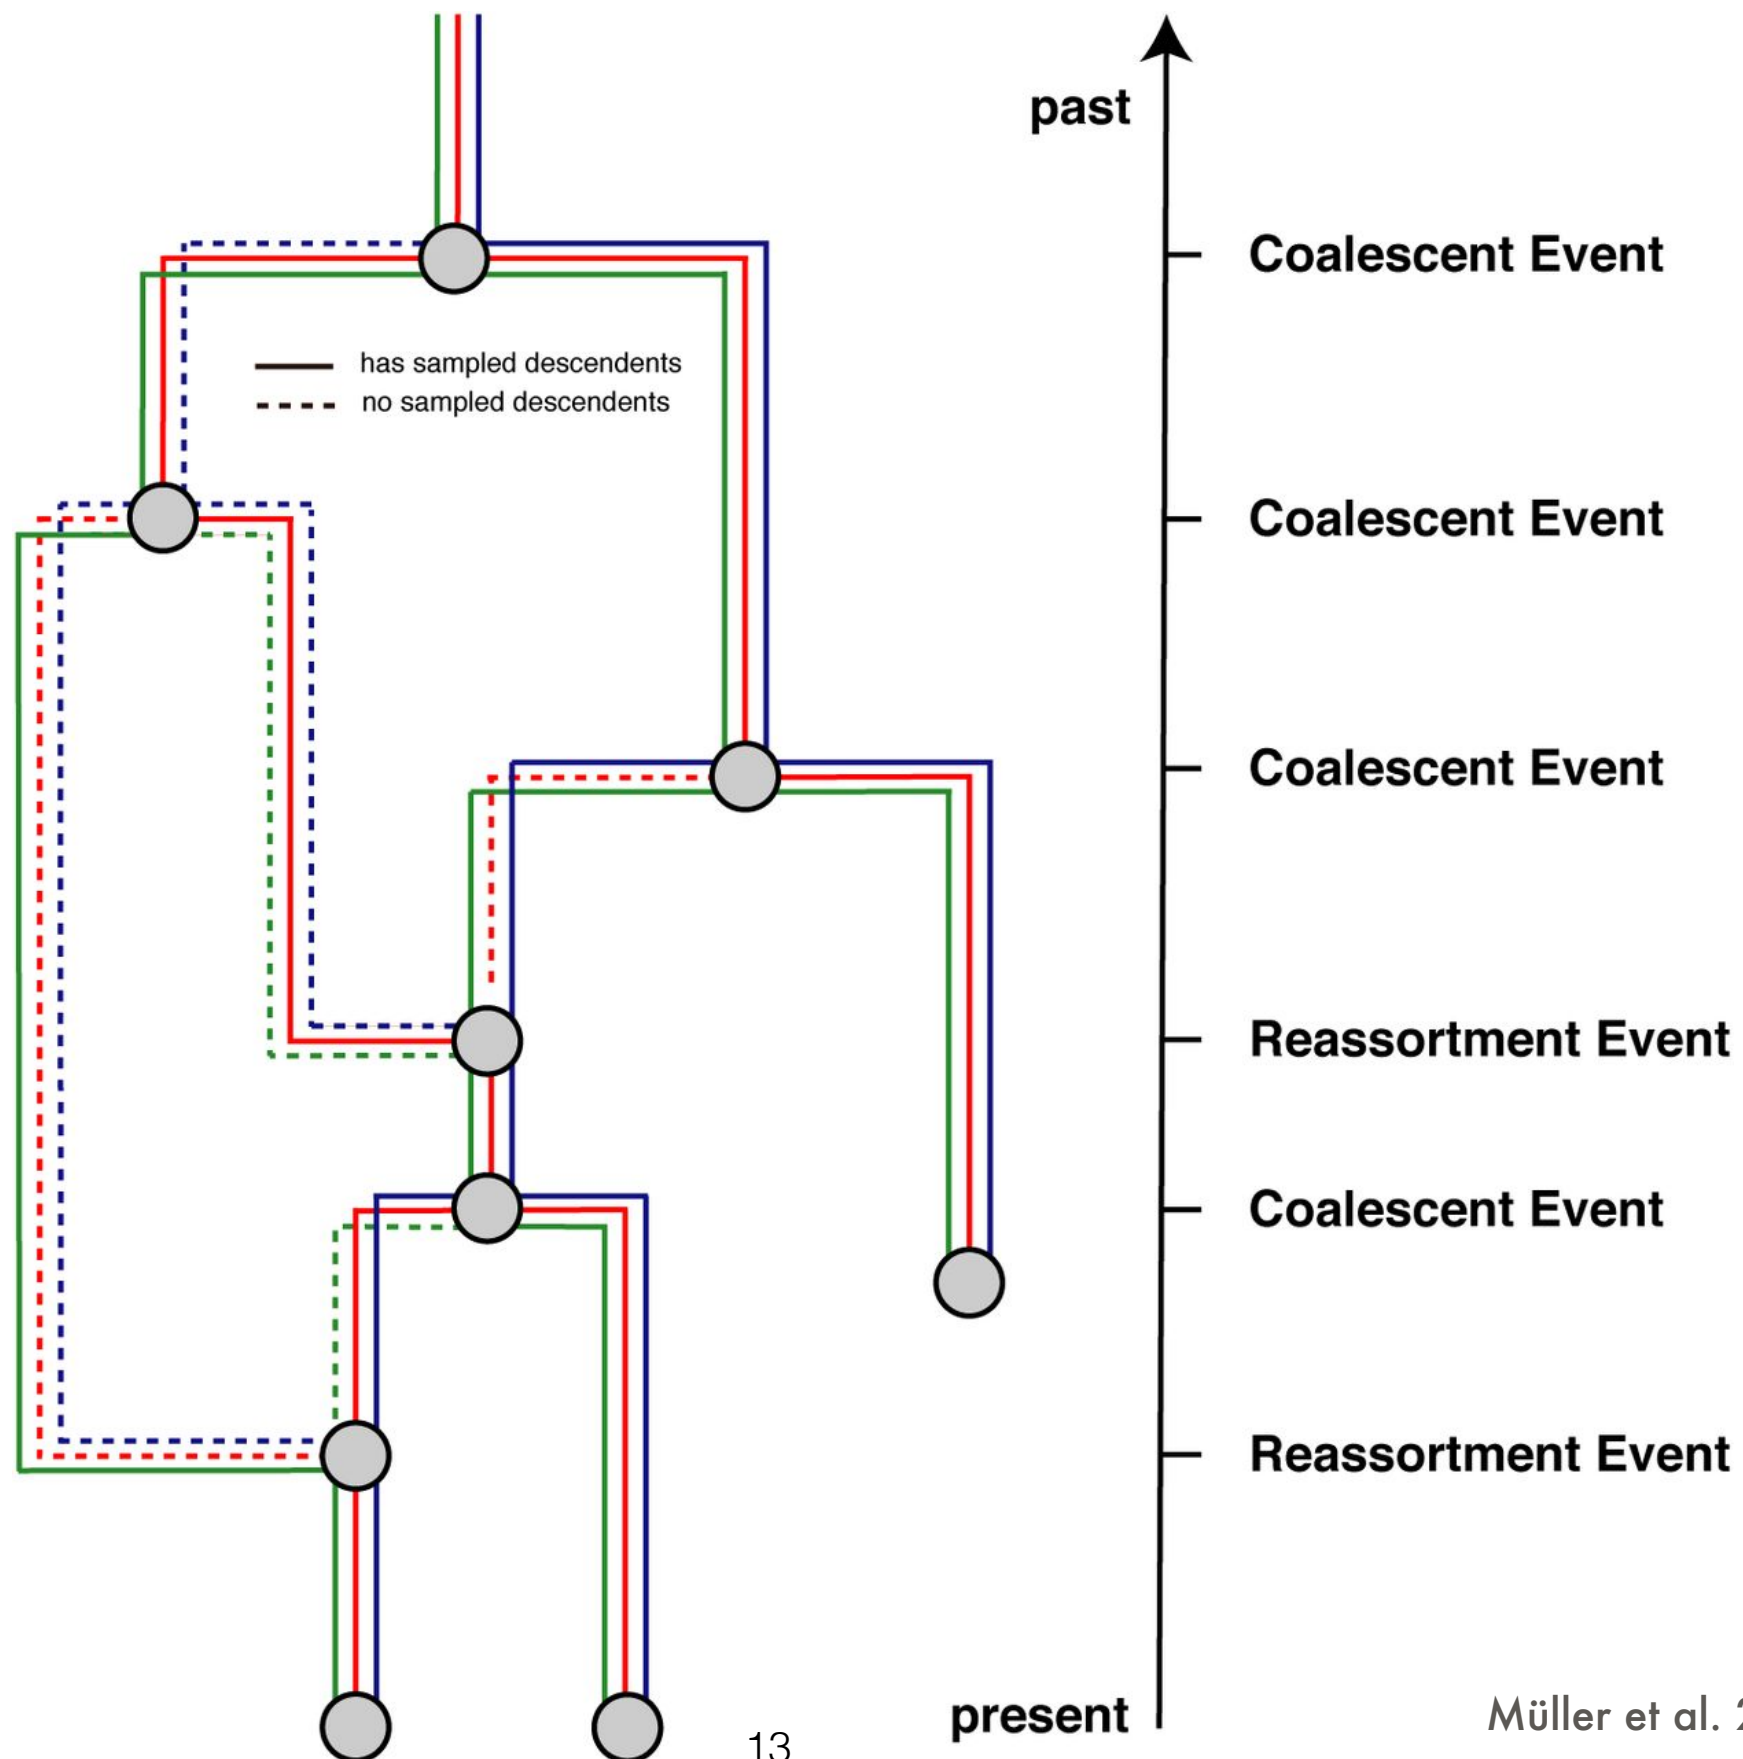 past
Coalescent Event
has sampled descendents
no sampled descendents
Coalescent Event
Coalescent Event
Reassortment Event
Coalescent Event
Reassortment Event
present
Müller et al. 2
13